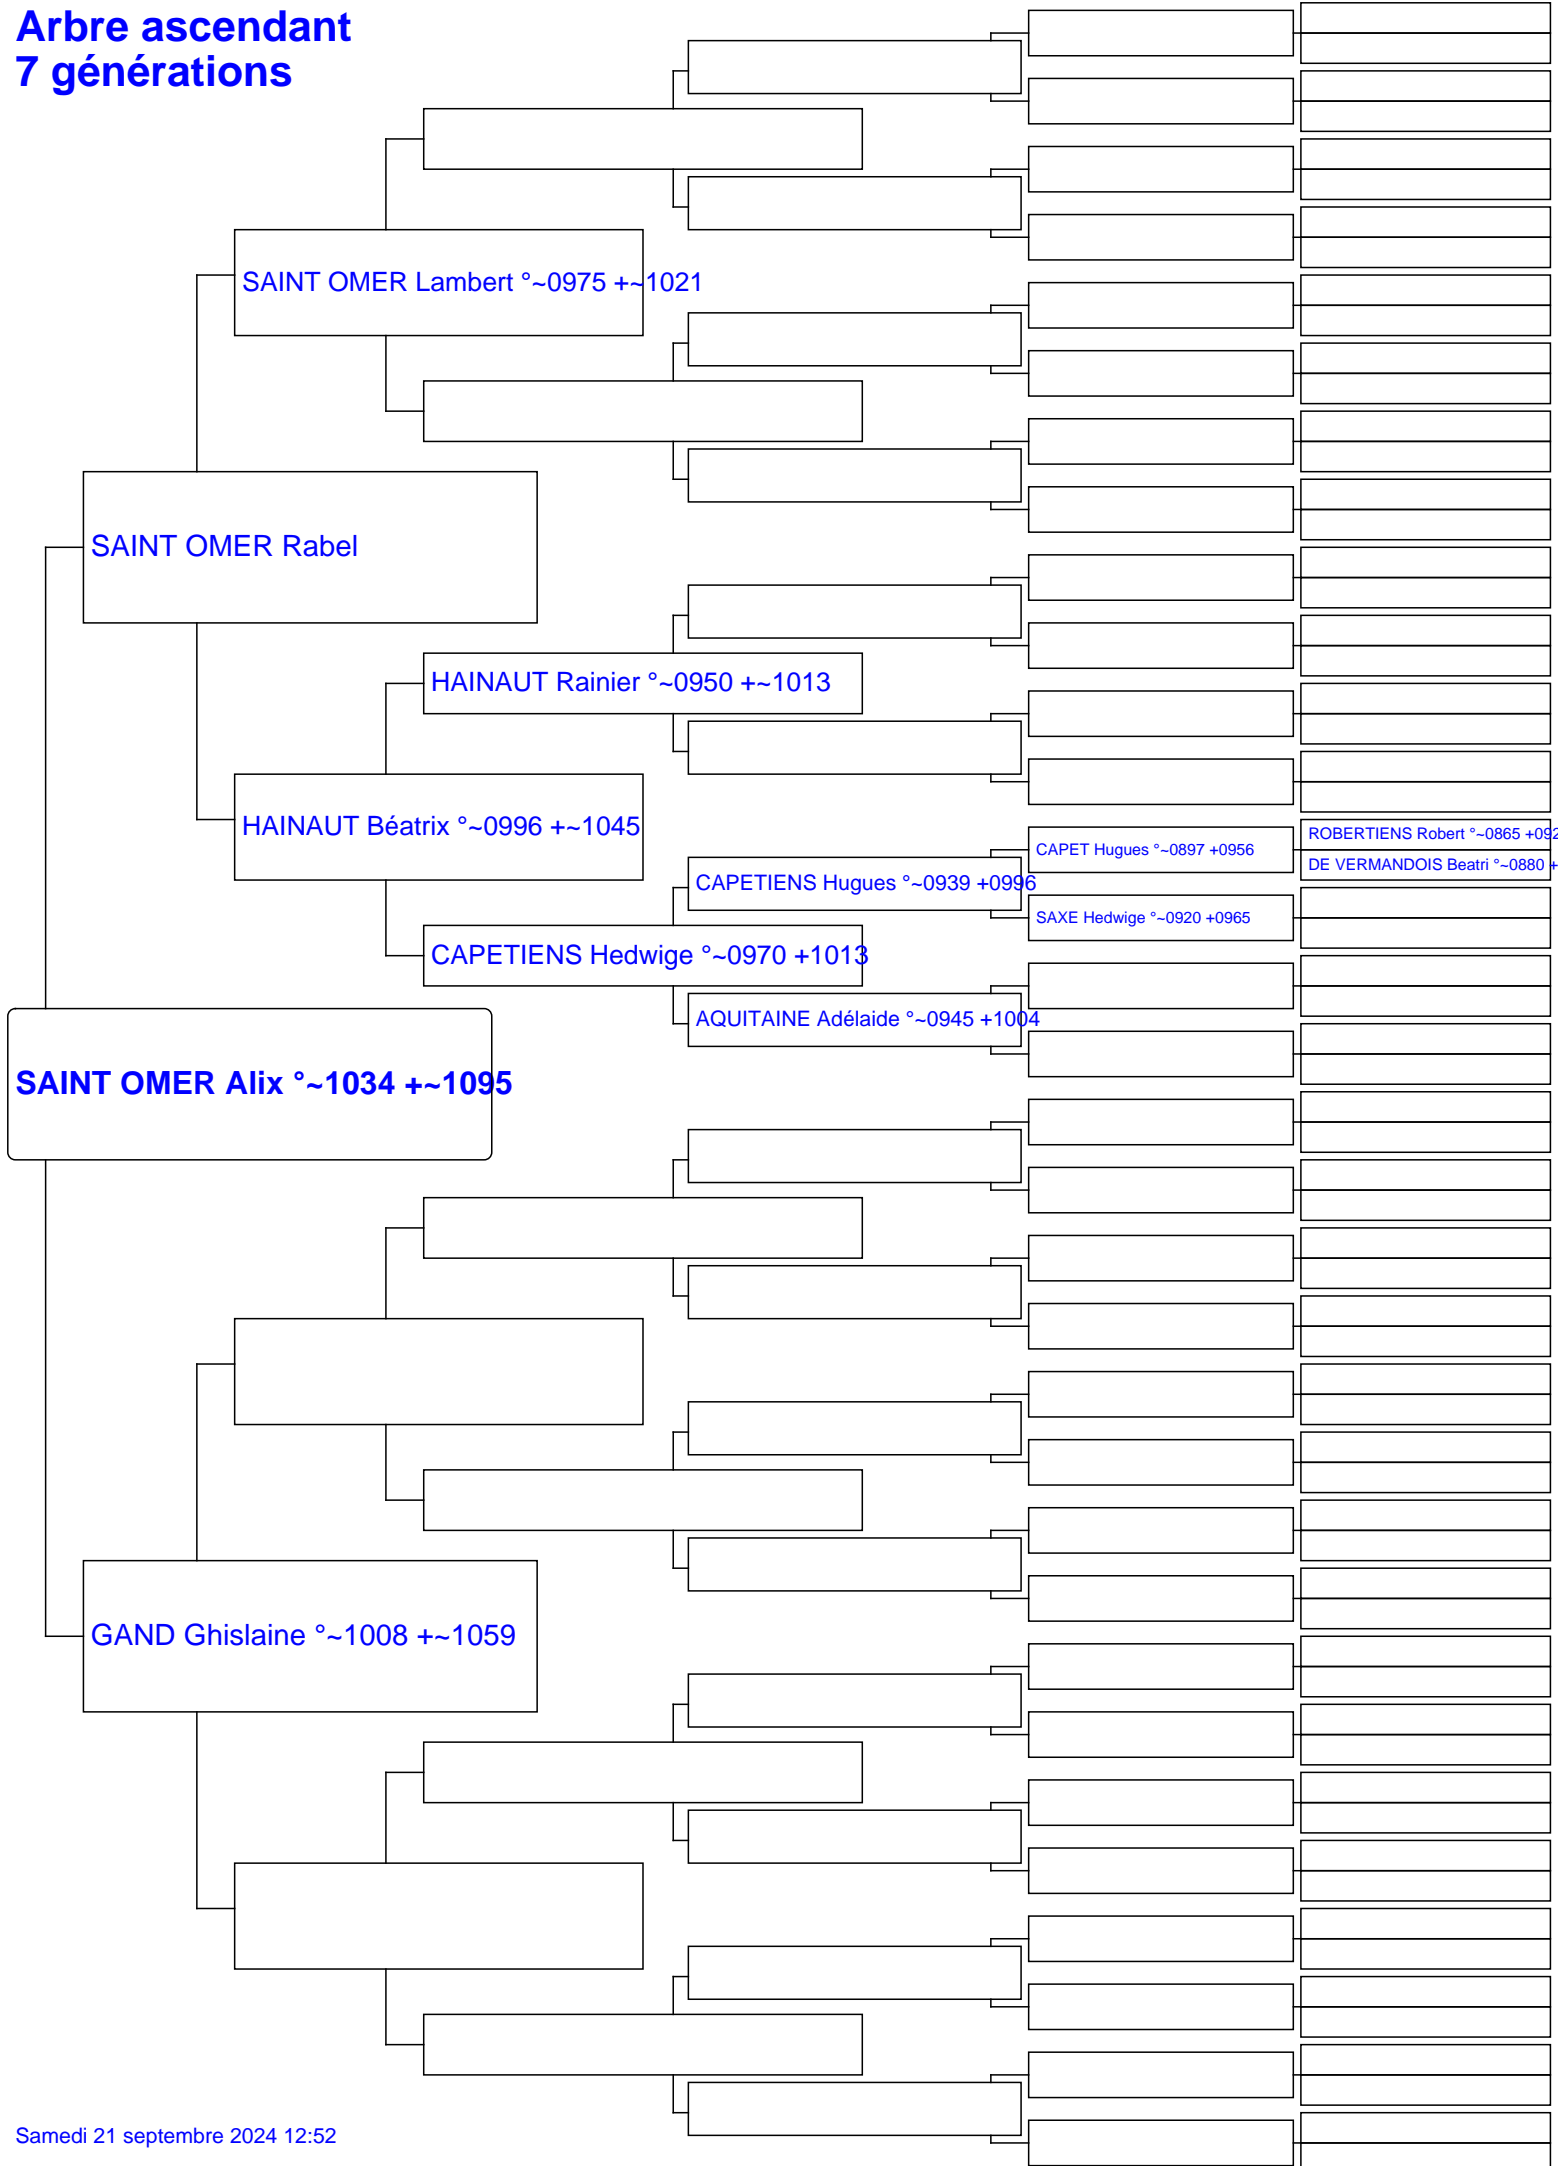 Arbre ascendant
7 générations
SAINT OMER Lambert °~0975 +~1021
SAINT OMER Rabel
HAINAUT Rainier °~0950 +~1013
HAINAUT Béatrix °~0996 +~1045
ROBERTIENS Robert °~0865 +092
CAPET Hugues °~0897 +0956
DE VERMANDOIS Beatri °~0880 +
CAPETIENS Hugues °~0939 +0996
SAXE Hedwige °~0920 +0965
CAPETIENS Hedwige °~0970 +1013
AQUITAINE Adélaide °~0945 +1004
SAINT OMER Alix °~1034 +~1095
GAND Ghislaine °~1008 +~1059
Samedi 21 septembre 2024 12:52